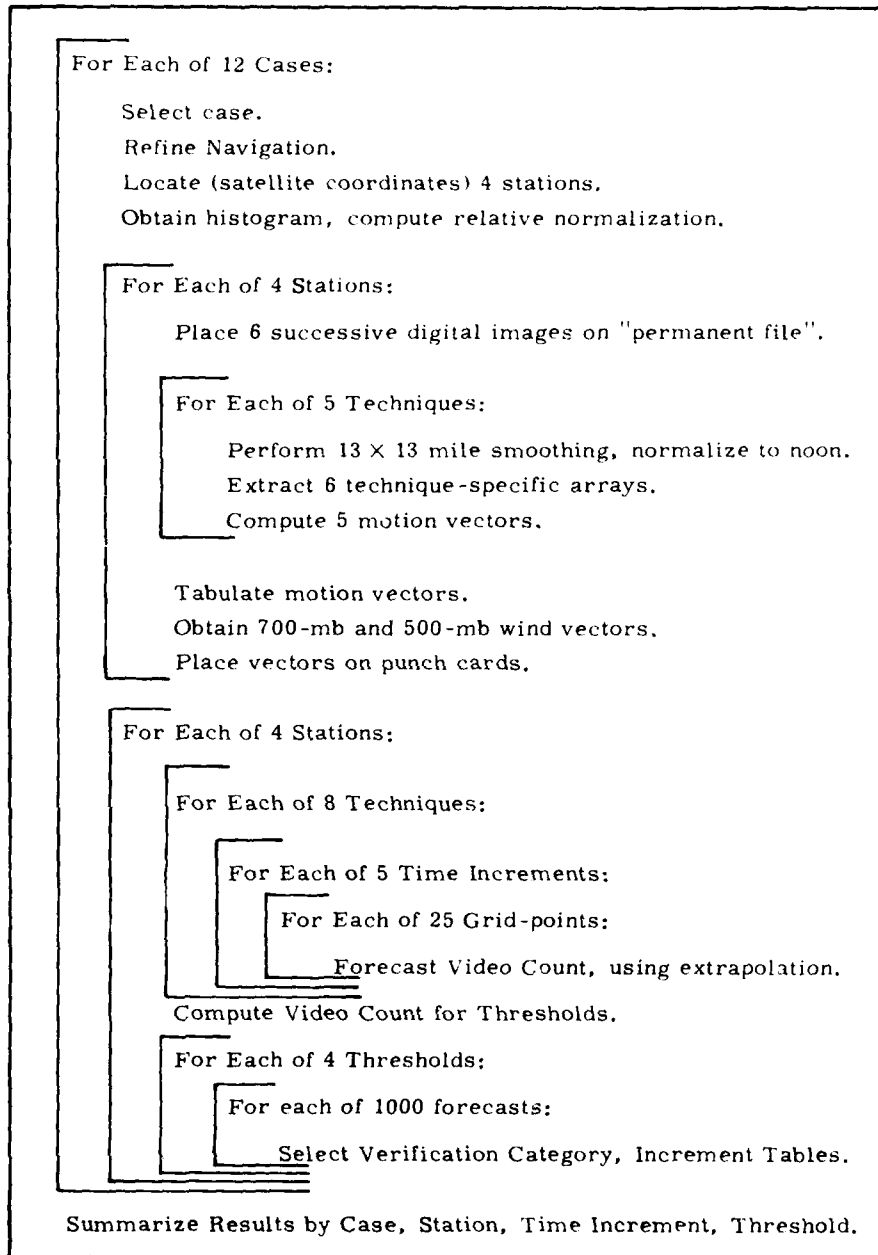 For Each of 12 Cases:
Select case.
Refine Navigation.
Locate (satellite coordinates) 4 stations.
Obtain histogram, compute relative normalization.
For Each of 4 Stations:
Place 6 successive digital images on "permanent file".
For Each of 5 Techniques:
Perform 13 × 13 mile smoothing, normalize to noon.
Extract 6 technique-specific arrays.
Compute 5 motion vectors.
Tabulate motion vectors.
Obtain 700-mb and 500-mb wind vectors.
Place vectors on punch cards.
For Each of 4 Stations:
For Each of 8 Techniques:
For Each of 5 Time Increments:
For Each of 25 Grid-points:
Forecast Video Count, using extrapolation.
Compute Video Count for Thresholds.
For Each of 4 Thresholds:
For each of 1000 forecasts:
Select Verification Category, Increment Tables.
Summarize Results by Case, Station, Time Increment, Threshold.